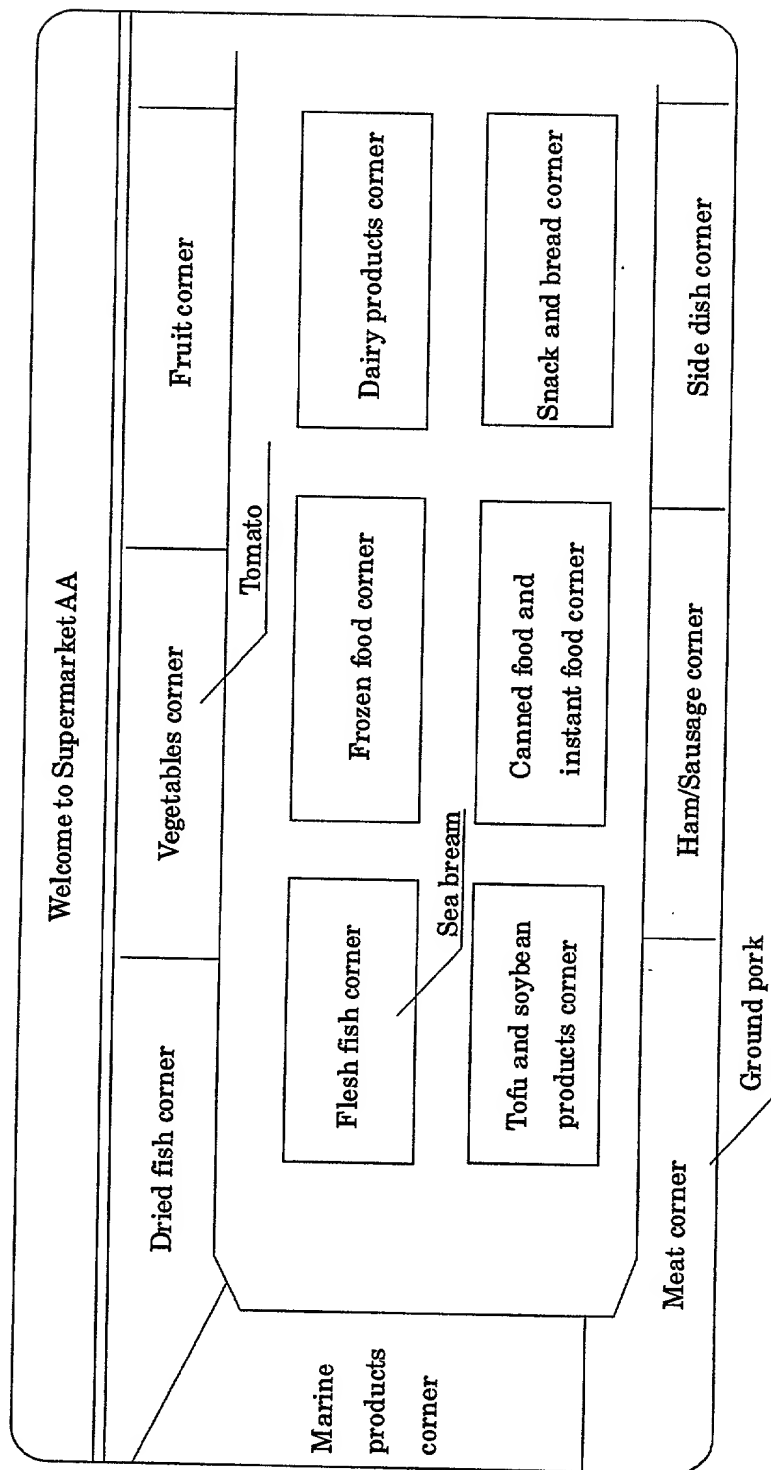 Welcome to Supermarket AA
Dried fish corner
Vegetables corner
Fruit corner
Tomato
Marine
products
corner
Flesh fish corner
Frozen food corner
Dairy products corner
Sea bream
Tofu and soybean
products corner
Canned food and
instant food corner
Snack and bread corner
Meat corner
Ham/Sausage corner
Side dish corner
Ground pork